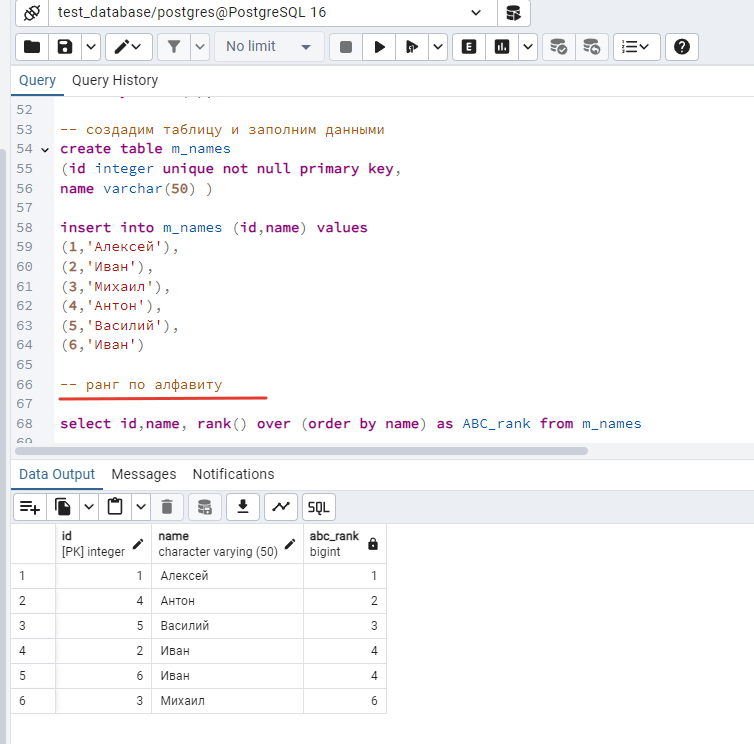 test_database/postgres@PostgreSQL 16
No limit
E
Query Query History
52
53 -- создадим таблицу и заполним данными
54 create table m_names
55 (id integer unique not null primary key,
56 name varchar(50) )
57
58 insert into m_names (id,name) values
59 (1,'Алексей'),
60 (2,'Иван'),
61 (3,'Михаил'),
62 (4,'Антон'),
63 (5,'Василий'),
64 (6,'Иван')
65
66 -- ранг по алфавиту
67
68 select id,name, rank() over (order by name) as ABC_rank from m_names
69
Data Output Messages Notifications
SQL
id name abc_rank
[PK] integer character varying (50) bigint
1 1 Алексей 1
2 4 Антон 2
3 5 Василий 3
4 2 Иван 4
5 6 Иван 4
6 3 Михаил 6